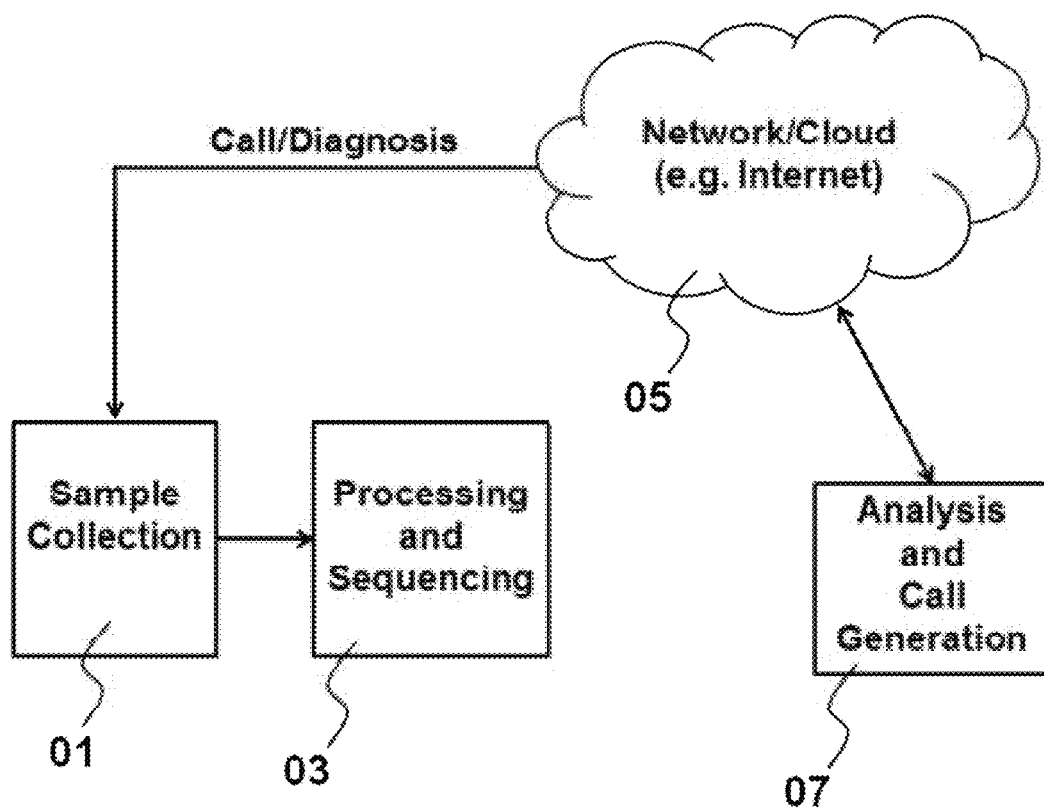 Network/Cloud
(e.g. Internet)
Call/Diagnosis
05
Sample
Collection
Processing
and
Sequencing
Analysis
and
Call
Generation
01
03
07